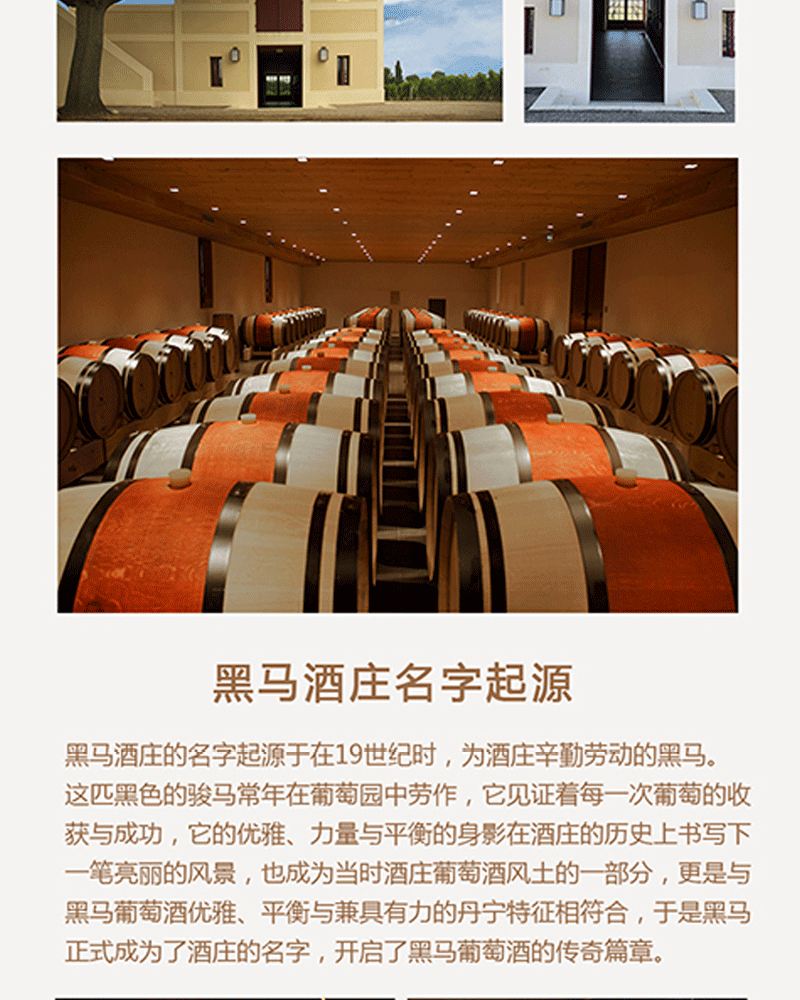 黑马酒庄名字起源
黑马酒庄的名字起源于在19世纪时，为酒庄辛勤劳动的黑马。
这匹黑色的骏马常年在葡萄园中劳作，它见证着每一次葡萄的收
获与成功，它的优雅、力量与平衡的身影在酒庄的历史上书写下
一笔亮丽的风景，也成为当时酒庄葡萄酒风土的一部分，更是与
黑马葡萄酒优雅、平衡与兼具有力的丹宁特征相符合，于是黑马
正式成为了酒庄的名字，开启了黑马葡萄酒的传奇篇章。